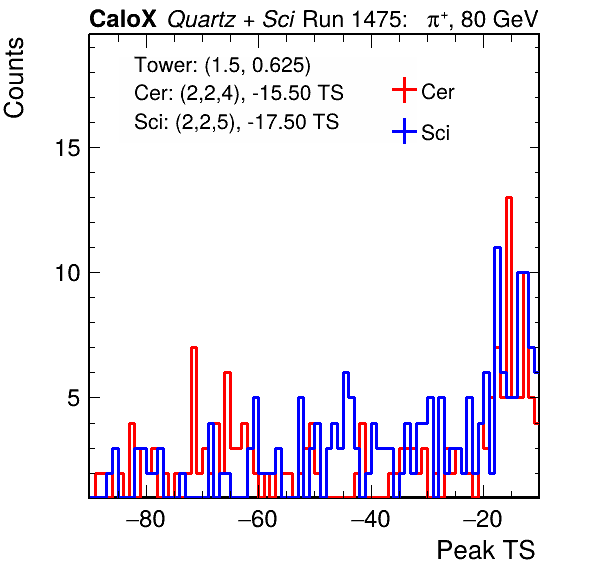 CaloX Quartz + Sci Run 1475: π⁺, 80 GeV
Counts
Tower: (1.5, 0.625)
Cer: (2,2,4), -15.50 TS
Sci: (2,2,5), -17.50 TS
Cer
Sci
15
10
5
−80 −60 −40 −20
Peak TS